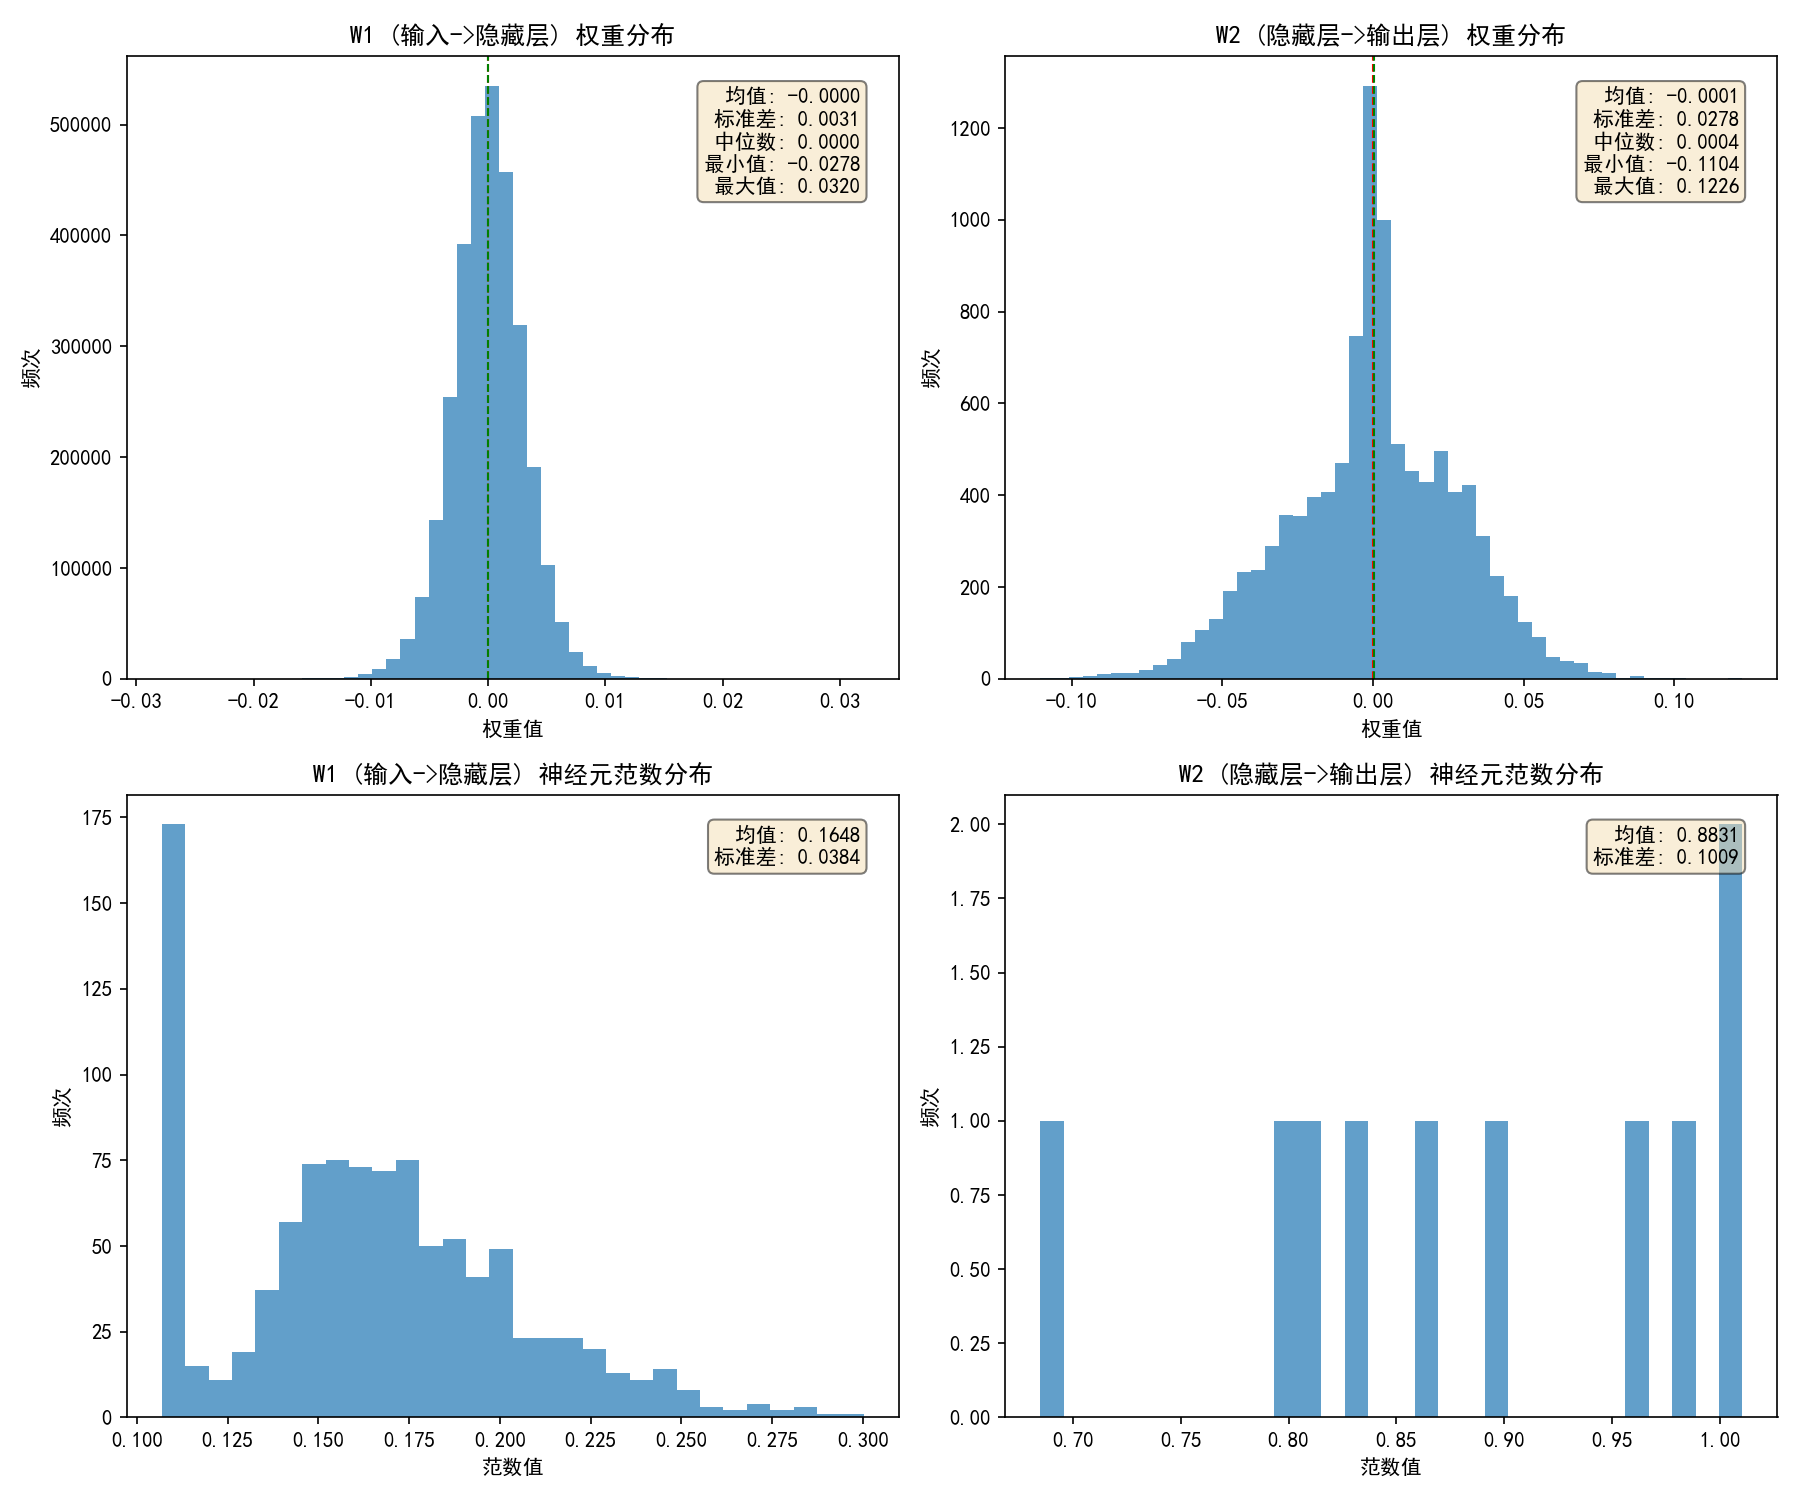 W1 (输入->隐藏层) 权重分布
均值: -0.0000
标准差: 0.0031
中位数: 0.0000
最小值: -0.0278
最大值: 0.0320
频次
500000
400000
300000
200000
100000
0
-0.03
-0.02
-0.01
0.00
0.01
0.02
0.03
权重值
W2 (隐藏层->输出层) 权重分布
均值: -0.0001
标准差: 0.0278
中位数: 0.0004
最小值: -0.1104
最大值: 0.1226
频次
1200
1000
800
600
400
200
0
-0.10
-0.05
0.00
0.05
0.10
权重值
W1 (输入->隐藏层) 神经元范数分布
均值: 0.1648
标准差: 0.0384
频次
175
150
125
100
75
50
25
0
0.100
0.125
0.150
0.175
0.200
0.225
0.250
0.275
0.300
范数值
W2 (隐藏层->输出层) 神经元范数分布
均值: 0.8831
标准差: 0.1009
频次
2.00
1.75
1.50
1.25
1.00
0.75
0.50
0.25
0.00
0.70
0.75
0.80
0.85
0.90
0.95
1.00
范数值